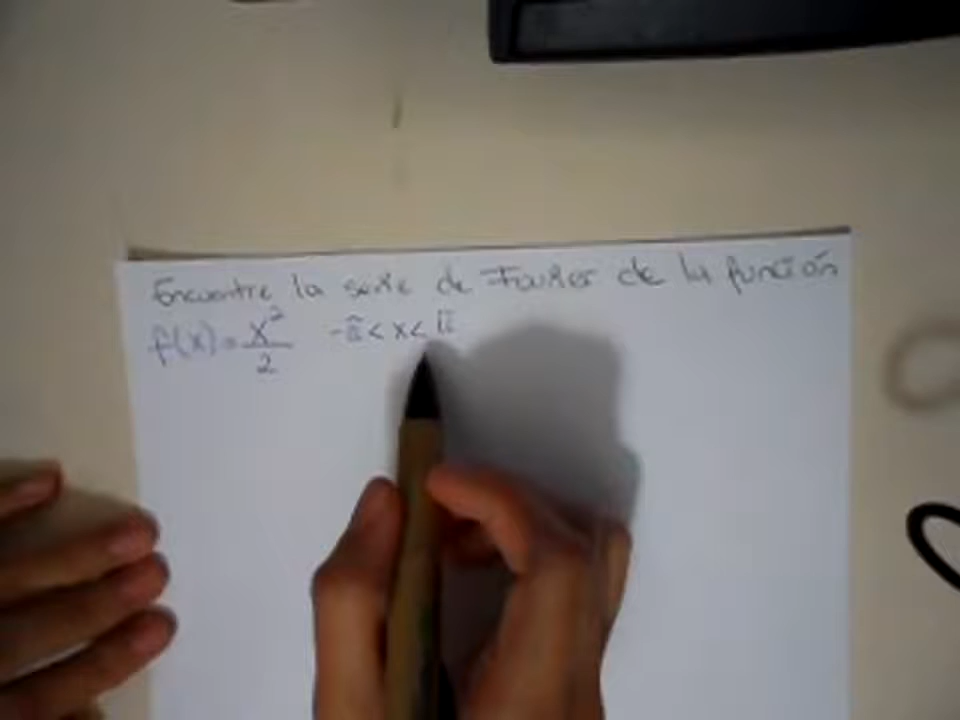 Encuentre la serie de Fourier de la función
f(x) = x²/2 -π < x < π